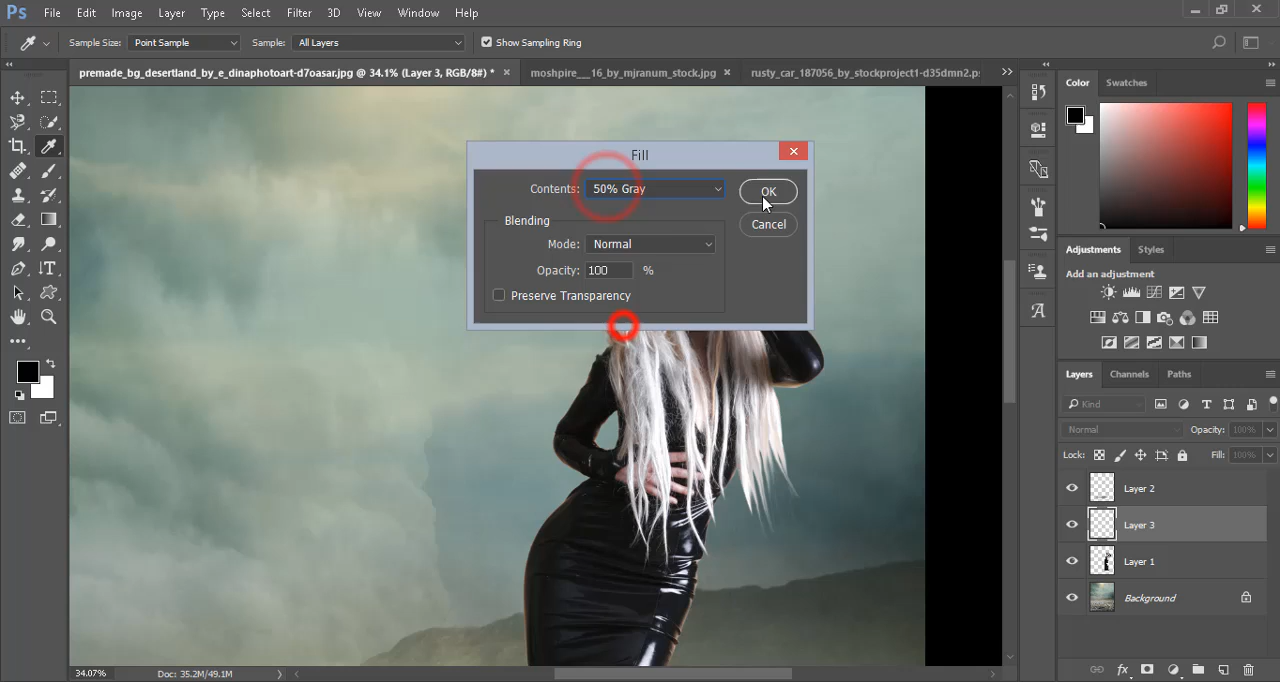 Ps File Edit Image Layer Type Select Filter 3D View Window Help
Sample Size: Point Sample Sample: All Layers Show Sampling Ring
premade_bg_desertland_by_e_dinaphotoart-d7oasar.jpg @ 34.1% (Layer 3, RGB/8#) * × moshpire___16_by_mjranum_stock.jpg × rusty_car_187056_by_stockproject1-d35dmn2.ps
Color Swatches
Fill
Contents: 50% Gray OK
Blending Cancel
Mode: Normal
Opacity: 100 %
Preserve Transparency
Adjustments Styles
Add an adjustment
Layers Channels Paths
Kind
Normal Opacity: 100%
Lock: Fill: 100%
Layer 2
Layer 3
Layer 1
Background
34.07% Doc: 35.2M/49.1M